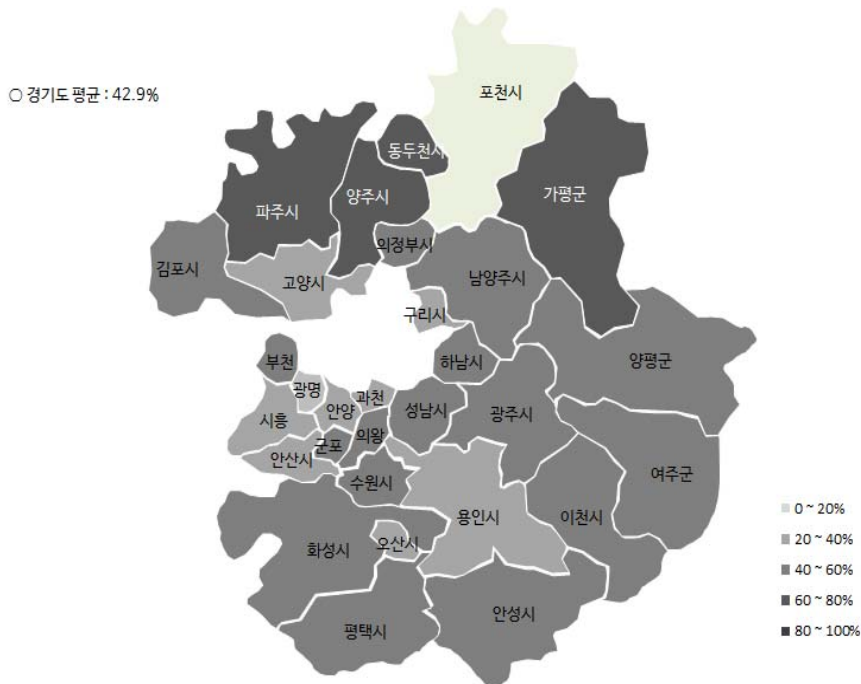 ○ 경기도 평균 : 42.9%
포천시
동두천시
가평군
양주시
파주시
의정부시
김포시
고양시
남양주시
구리시
부천
하남시
양평군
광명
과천
시흥
안양
성남시
광주시
군포
의왕
안산시
여주군
수원시
용인시
이천시
화성시
오산시
안성시
평택시
0 ~ 20%
20 ~ 40%
40 ~ 60%
60 ~ 80%
80 ~ 100%